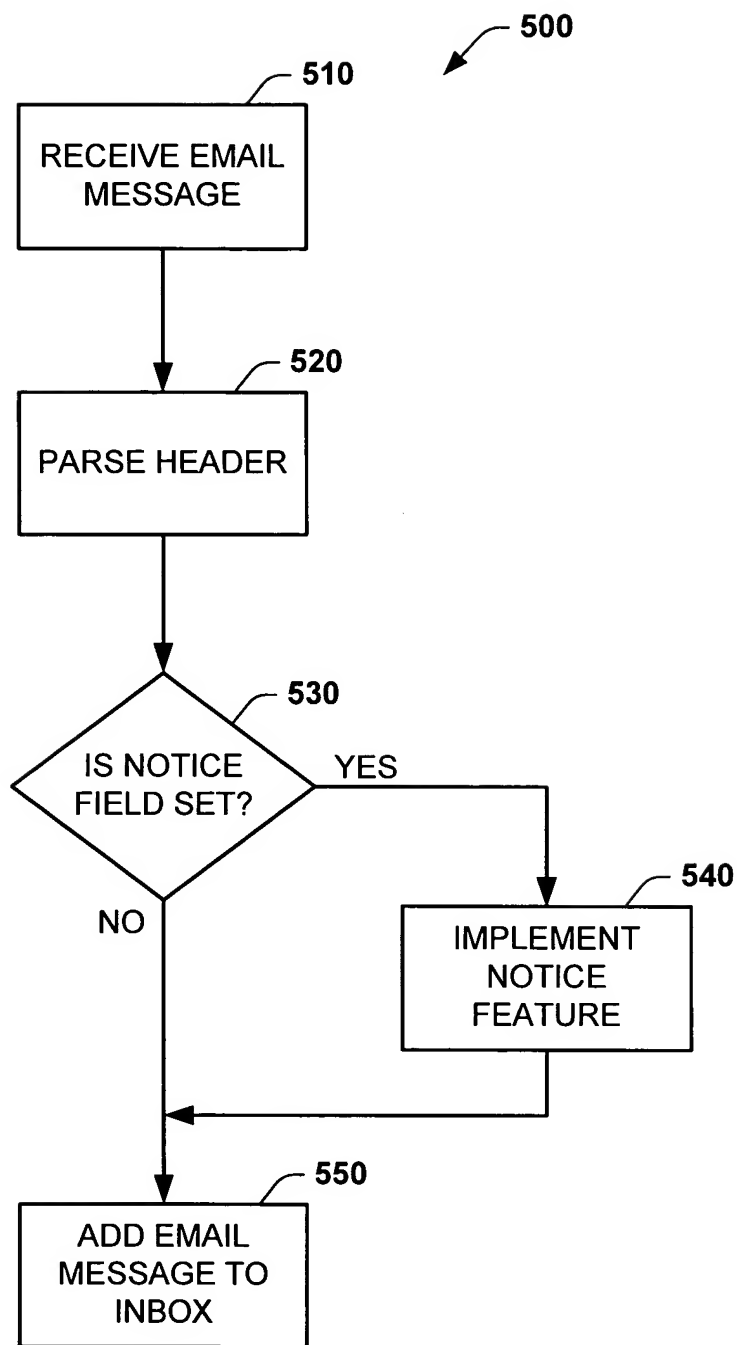 500
510
RECEIVE EMAIL
MESSAGE
520
PARSE HEADER
530
IS NOTICE
FIELD SET?
YES
NO
540
IMPLEMENT
NOTICE
FEATURE
550
ADD EMAIL
MESSAGE TO
INBOX